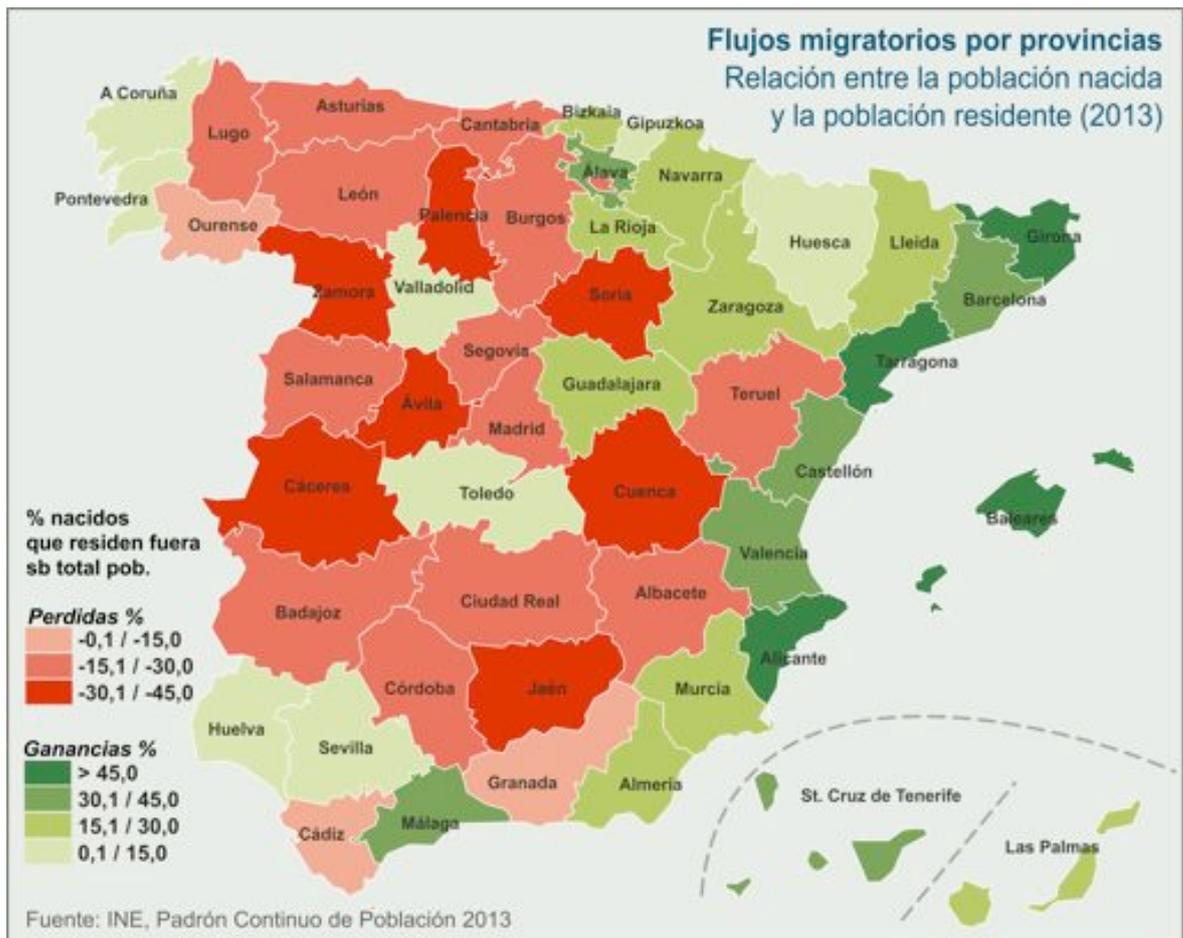 Flujos migratorios por provincias
Relación entre la población nacida
y la población residente (2013)
A Coruña
Lugo
Asturias
Cantabria
Bizkaia
Gipuzkoa
Álava
Navarra
Pontevedra
Ourense
León
Palencia
Burgos
La Rioja
Huesca
Lleida
Girona
Zamora
Valladolid
Soria
Zaragoza
Barcelona
Segovia
Tarragona
Salamanca
Ávila
Guadalajara
Teruel
Madrid
Cáceres
Toledo
Cuenca
Castellón
Baleares
Valencia
Badajoz
Ciudad Real
Albacete
Alicante
Córdoba
Jaén
Murcia
Huelva
Sevilla
Granada
Almería
Cádiz
Málaga
St. Cruz de Tenerife
Las Palmas
% nacidos
que residen fuera
sb total pob.
Perdidas %
-0,1 / -15,0
-15,1 / -30,0
-30,1 / -45,0
Ganancias %
> 45,0
30,1 / 45,0
15,1 / 30,0
0,1 / 15,0
Fuente: INE, Padrón Continuo de Población 2013